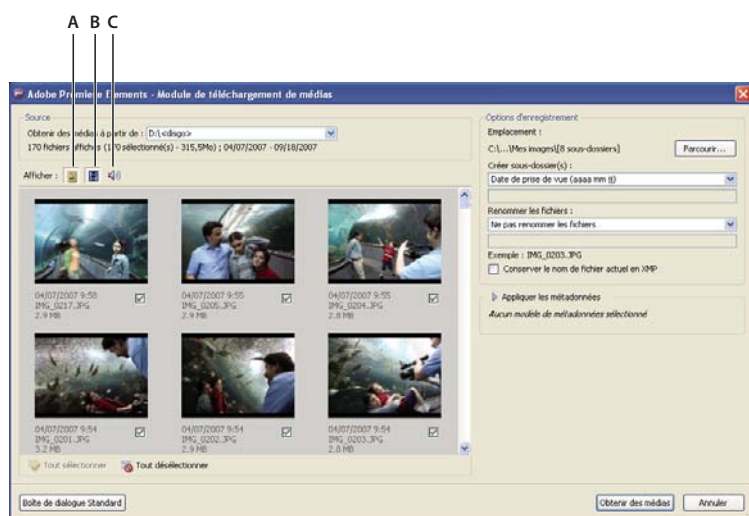 A B C
Adobe Premiere Elements - Module de téléchargement de médias
Source
Obtenir des médias à partir de : D:\<disgo>
170 fichiers affichés (170 sélectionné(s) - 315,5Mo) ; 04/07/2007 - 09/18/2007
Afficher :
04/07/2007 9:58
IMG_0217.JPG
2.9 MB
04/07/2007 9:55
IMG_0205.JPG
2.9 MB
04/07/2007 9:55
IMG_0204.JPG
2.8 MB
04/07/2007 9:54
IMG_0201.JPG
3.2 MB
04/07/2007 9:54
IMG_0202.JPG
2.9 MB
04/07/2007 9:54
IMG_0203.JPG
2.8 MB
Tout sélectionner
Tout désélectionner
Options d'enregistrement
Emplacement :
C:\...\Mes images\[8 sous-dossiers]
Parcourir...
Créer sous-dossier(s) :
Date de prise de vue (aaaa mm jj)
Renommer les fichiers :
Ne pas renommer les fichiers
Exemple : IMG_0203.JPG
Conserver le nom de fichier actuel en XMP
Appliquer les métadonnées
Aucun modèle de métadonnées sélectionné
Boîte de dialogue Standard
Obtenir des médias
Annuler